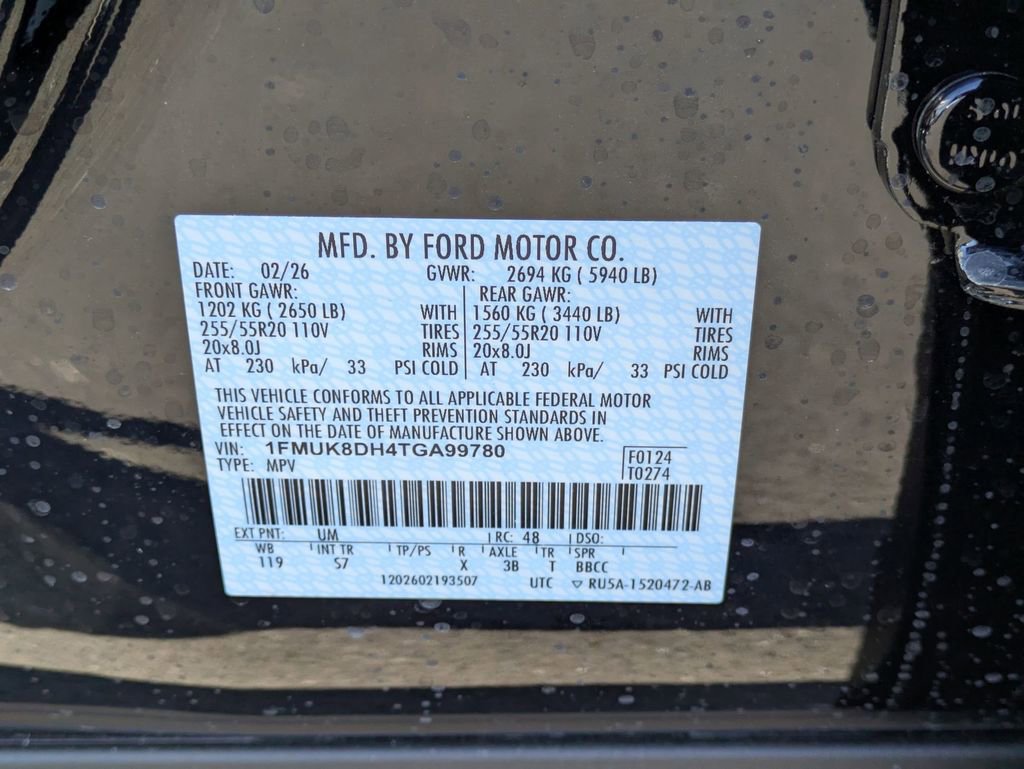 MFD. BY FORD MOTOR CO.
DATE: 02/26 GVWR: 2694 KG ( 5940 LB)
FRONT GAWR: REAR GAWR:
1202 KG ( 2650 LB) WITH 1560 KG ( 3440 LB) WITH
255/55R20 110V TIRES 255/55R20 110V TIRES
20x8.0J RIMS 20x8.0J RIMS
AT 230 kPa/ 33 PSI COLD AT 230 kPa/ 33 PSI COLD
THIS VEHICLE CONFORMS TO ALL APPLICABLE FEDERAL MOTOR
VEHICLE SAFETY AND THEFT PREVENTION STANDARDS IN
EFFECT ON THE DATE OF MANUFACTURE SHOWN ABOVE.
VIN: 1FMUK8DH4TGA99780 F0124
TYPE: MPV T0274
EXT PNT: UM RC: 48 DSO:
WB INT TR TP/PS R AXLE TR SPR
119 S7 X 3B T BBCC
1202602193507 UTC ▽ RU5A-1520472-AB